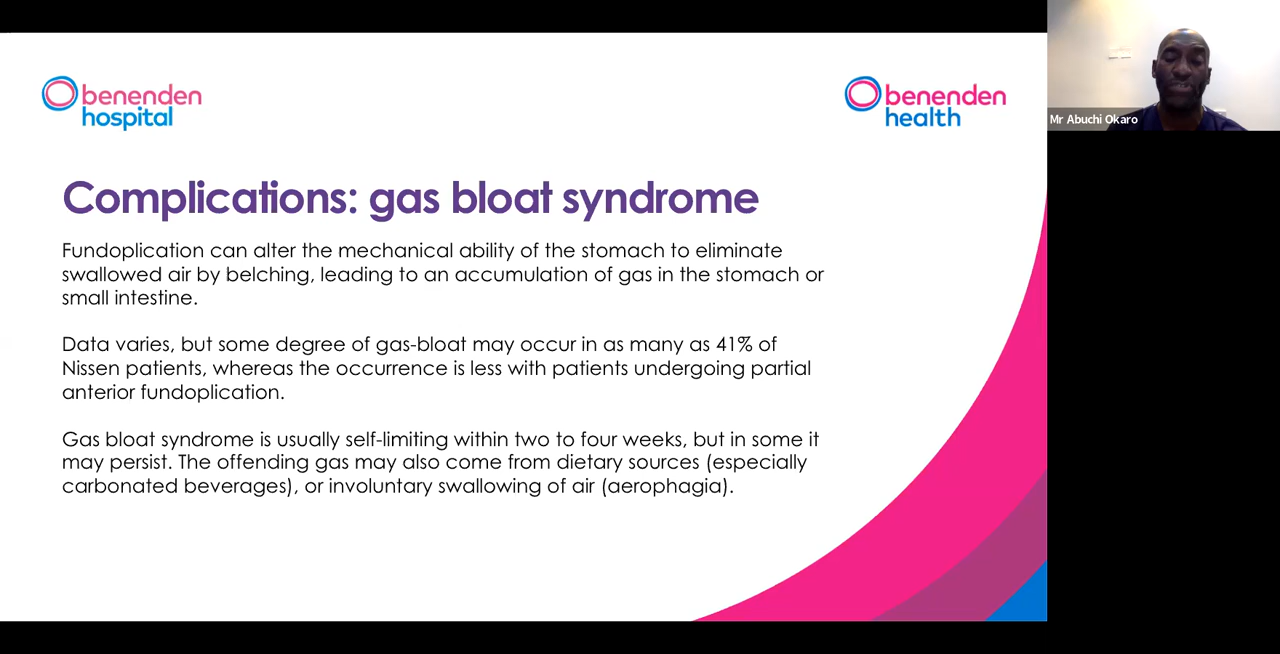 benenden
hospital
benenden
health
Mr Abuchi Okaro
Complications: gas bloat syndrome
Fundoplication can alter the mechanical ability of the stomach to eliminate
swallowed air by belching, leading to an accumulation of gas in the stomach or
small intestine.
Data varies, but some degree of gas-bloat may occur in as many as 41% of
Nissen patients, whereas the occurrence is less with patients undergoing partial
anterior fundoplication.
Gas bloat syndrome is usually self-limiting within two to four weeks, but in some it
may persist. The offending gas may also come from dietary sources (especially
carbonated beverages), or involuntary swallowing of air (aerophagia).